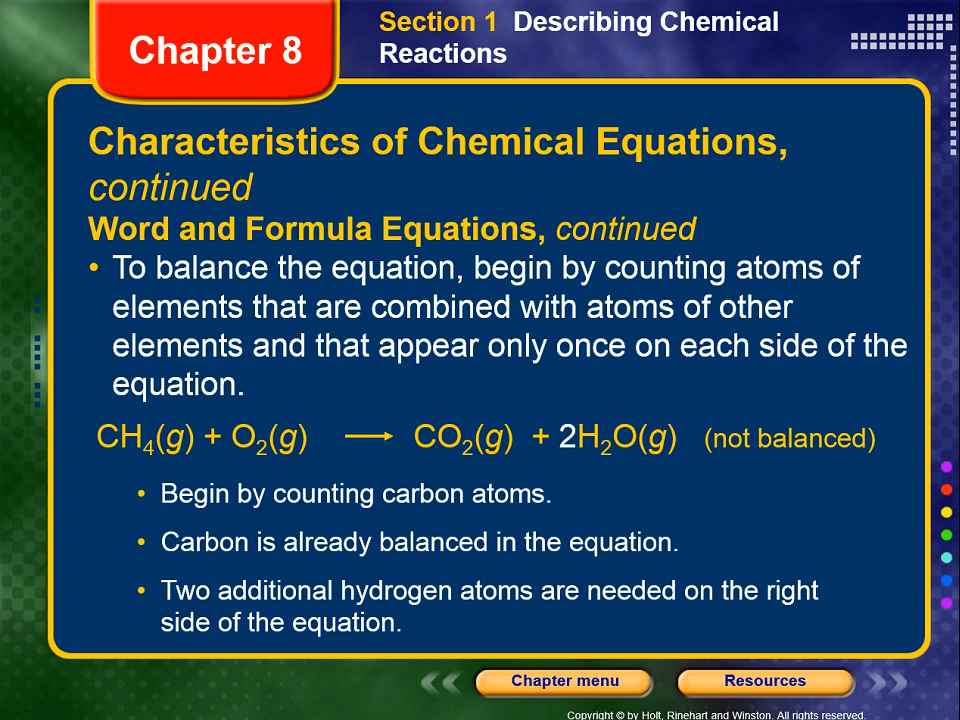 Chapter 8
Section 1 Describing Chemical
Reactions
Characteristics of Chemical Equations,
continued
Word and Formula Equations, continued
• To balance the equation, begin by counting atoms of
elements that are combined with atoms of other
elements and that appear only once on each side of the
equation.
CH₄(g) + O₂(g) ⟶ CO₂(g) + 2H₂O(g) (not balanced)
• Begin by counting carbon atoms.
• Carbon is already balanced in the equation.
• Two additional hydrogen atoms are needed on the right
side of the equation.
Chapter menu
Resources
Copyright © by Holt, Rinehart and Winston. All rights reserved.